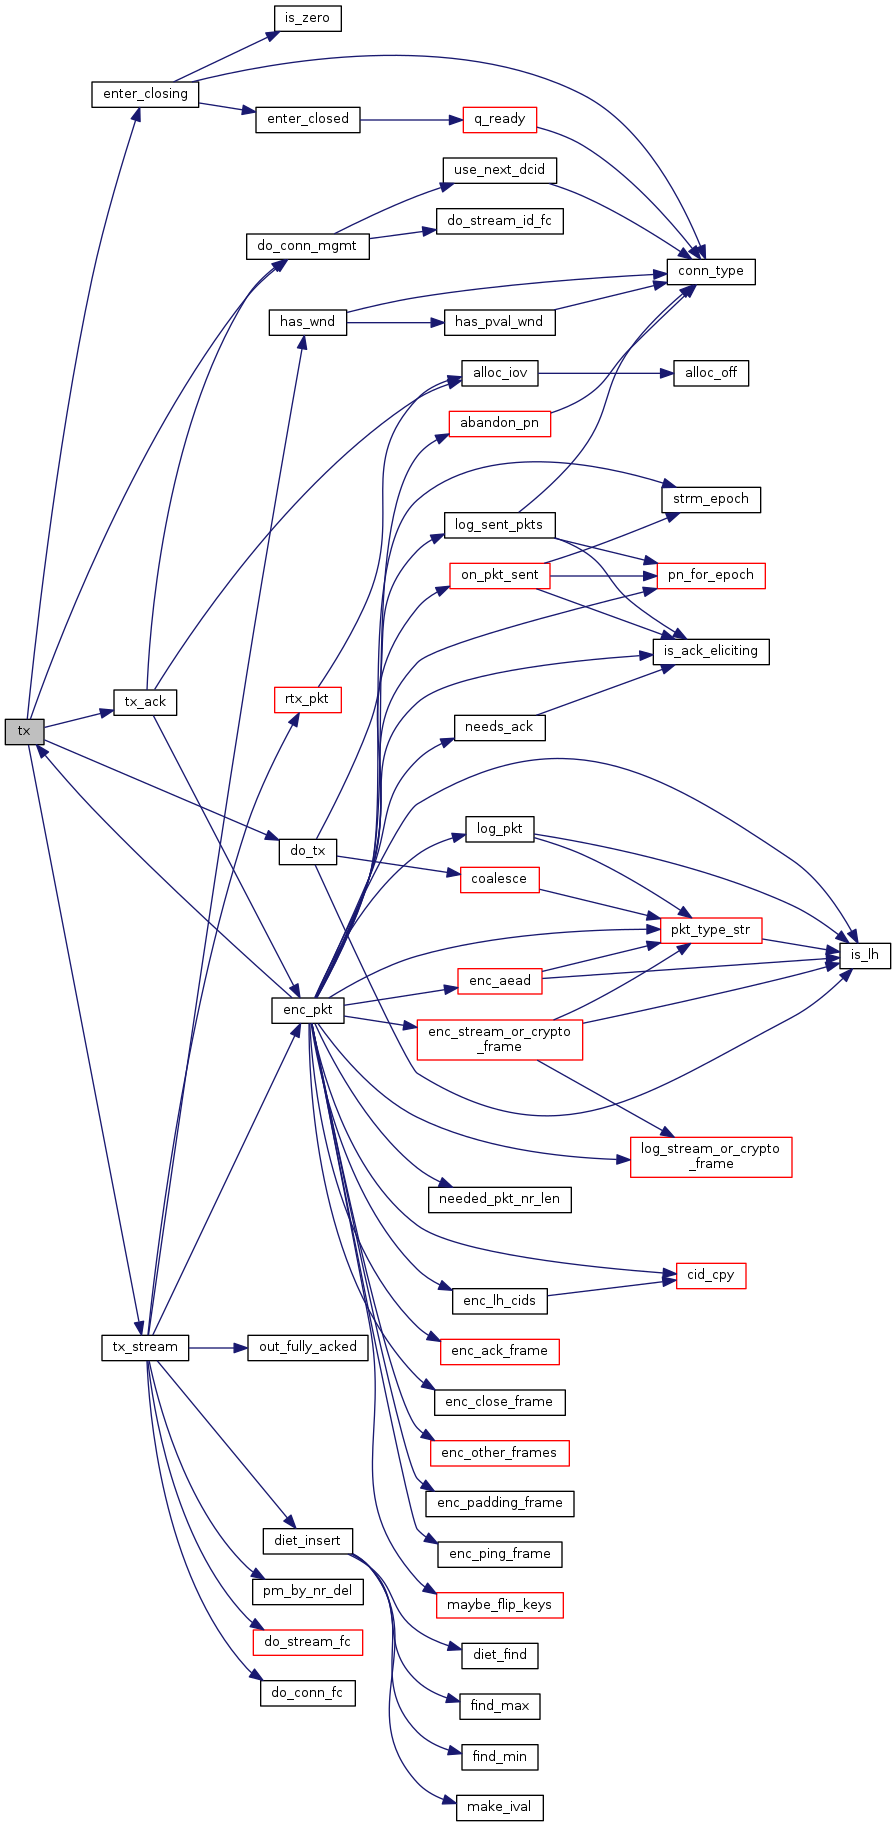 is_zero
enter_closing
enter_closed
q_ready
use_next_dcid
do_stream_id_fc
do_conn_mgmt
conn_type
has_wnd
has_pval_wnd
alloc_iov
alloc_off
abandon_pn
strm_epoch
log_sent_pkts
on_pkt_sent
pn_for_epoch
is_ack_eliciting
tx_ack
rtx_pkt
needs_ack
tx
log_pkt
do_tx
coalesce
pkt_type_str
is_lh
enc_aead
enc_pkt
enc_stream_or_crypto
_frame
log_stream_or_crypto
_frame
needed_pkt_nr_len
cid_cpy
enc_lh_cids
tx_stream
out_fully_acked
enc_ack_frame
enc_close_frame
enc_other_frames
enc_padding_frame
diet_insert
enc_ping_frame
pm_by_nr_del
maybe_flip_keys
do_stream_fc
diet_find
do_conn_fc
find_max
find_min
make_ival